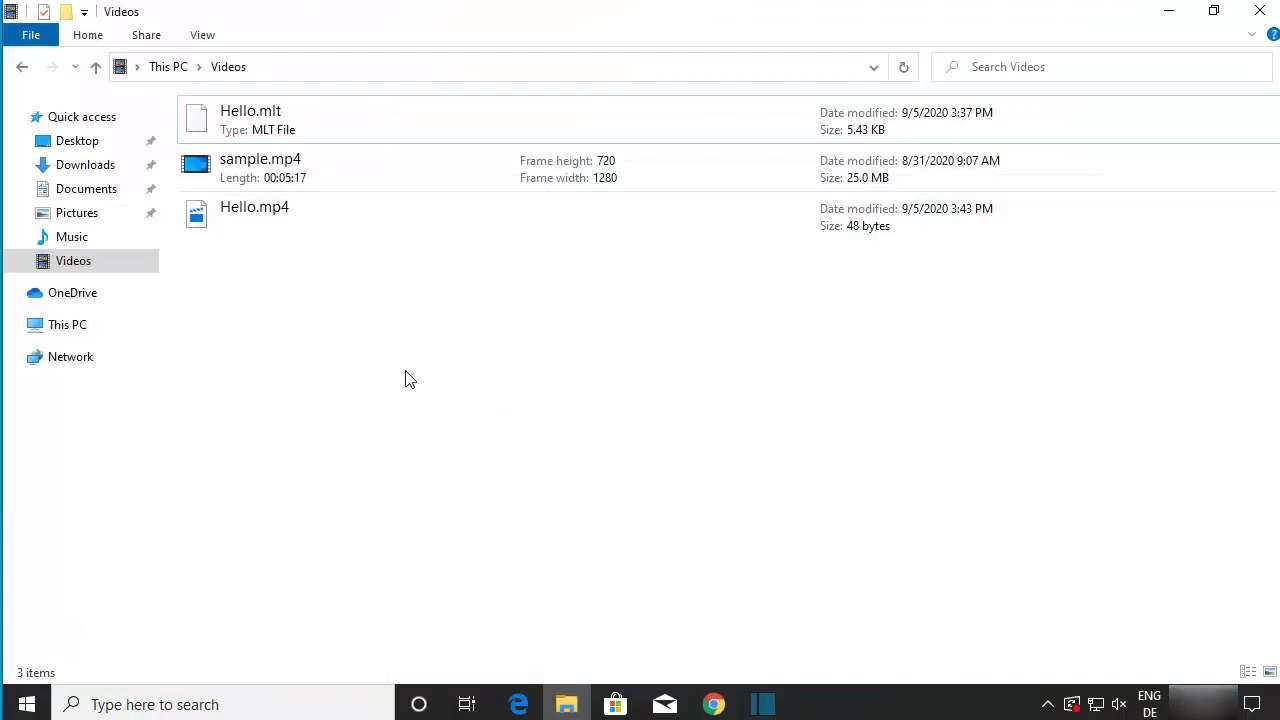 Videos
File Home Share View
This PC Videos Search Videos
Quick access
Desktop
Downloads
Documents
Pictures
Music
Videos
OneDrive
This PC
Network
Hello.mlt Date modified: 9/5/2020 3:37 PM
Type: MLT File Size: 5.43 KB
sample.mp4 Frame height: 720 Date modified: 8/31/2020 9:07 AM
Length: 00:05:17 Frame width: 1280 Size: 25.0 MB
Hello.mp4 Date modified: 9/5/2020 3:43 PM
Size: 48 bytes
3 items
Type here to search
ENG
DE